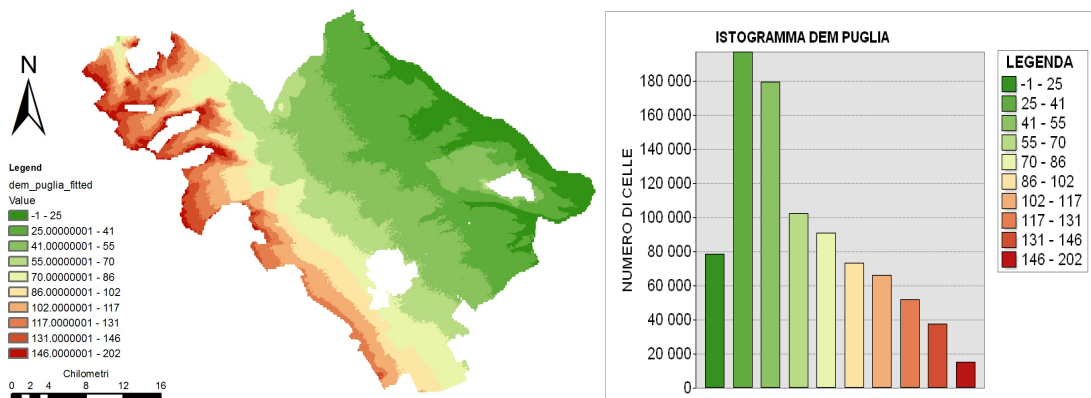 N
Legend
dem_puglia_fitted
Value
-1 - 25
25.00000001 - 41
41.00000001 - 55
55.00000001 - 70
70.00000001 - 86
86.00000001 - 102
102.0000001 - 117
117.0000001 - 131
131.0000001 - 146
146.0000001 - 202
Chilometri
0 2 4 8 12 16
ISTOGRAMMA DEM PUGLIA
NUMERO DI CELLE
180 000
160 000
140 000
120 000
100 000
80 000
60 000
40 000
20 000
0
LEGENDA
-1 - 25
25 - 41
41 - 55
55 - 70
70 - 86
86 - 102
102 - 117
117 - 131
131 - 146
146 - 202